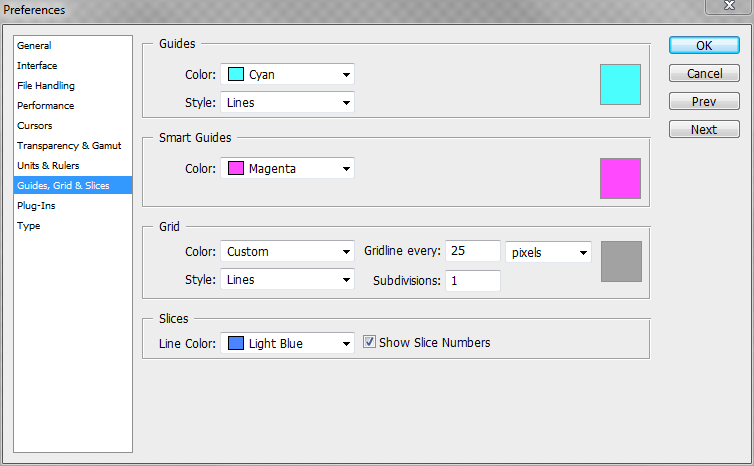 Preferences
General
Interface
File Handling
Performance
Cursors
Transparency & Gamut
Units & Rulers
Guides, Grid & Slices
Plug-Ins
Type
Guides
Color: Cyan
Style: Lines
Smart Guides
Color: Magenta
Grid
Color: Custom Gridline every: 25 pixels
Style: Lines Subdivisions: 1
Slices
Line Color: Light Blue Show Slice Numbers
OK
Cancel
Prev
Next